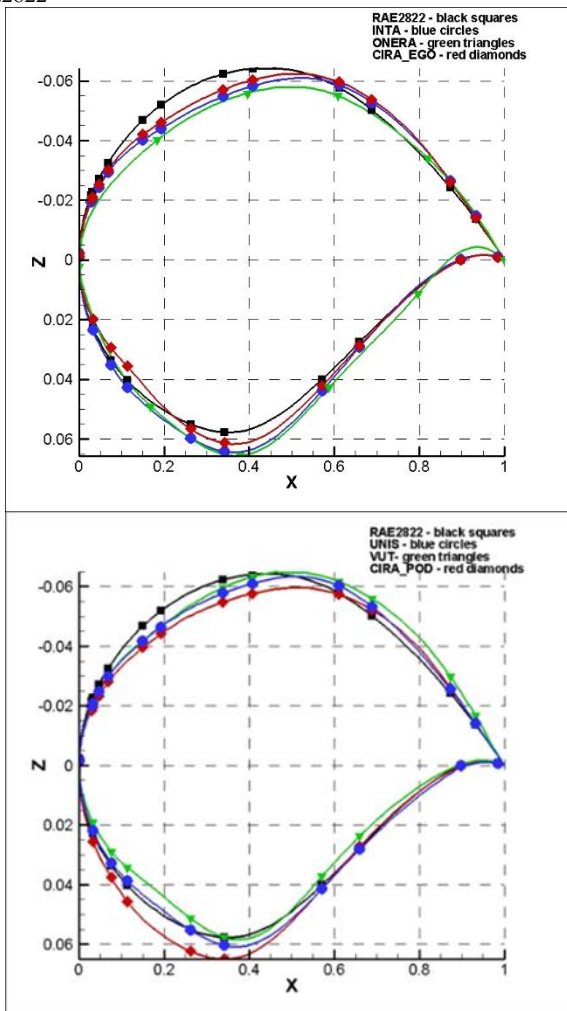 RAE2822 - black squares
INTA - blue circles
ONERA - green triangles
CIRA_EGO - red diamonds
-0.06
-0.04
-0.02
0
0.02
0.04
0.06
Z
0 0.2 0.4 0.6 0.8 1
X
RAE2822 - black squares
UNIS - blue circles
VUT- green triangles
CIRA_POD - red diamonds
-0.06
-0.04
-0.02
0
0.02
0.04
0.06
Z
0 0.2 0.4 0.6 0.8 1
X